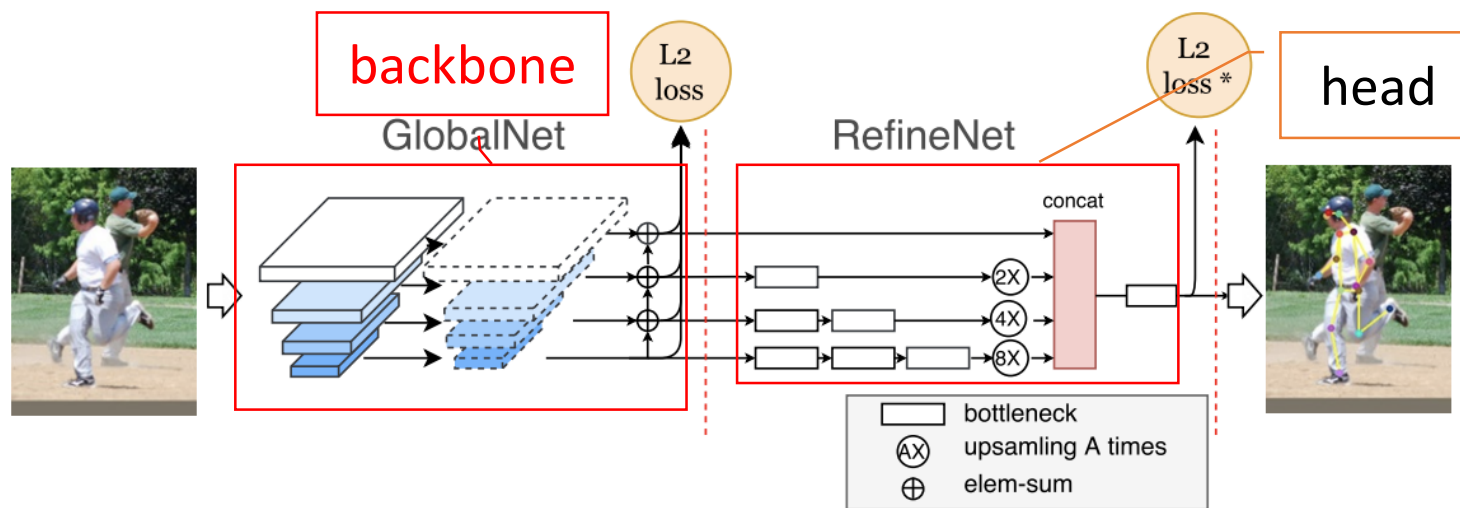 backbone
L2
loss
L2
loss *
head
GlobalNet
RefineNet
concat
2X
4X
8X
bottleneck
AX
upsamling A times
elem-sum